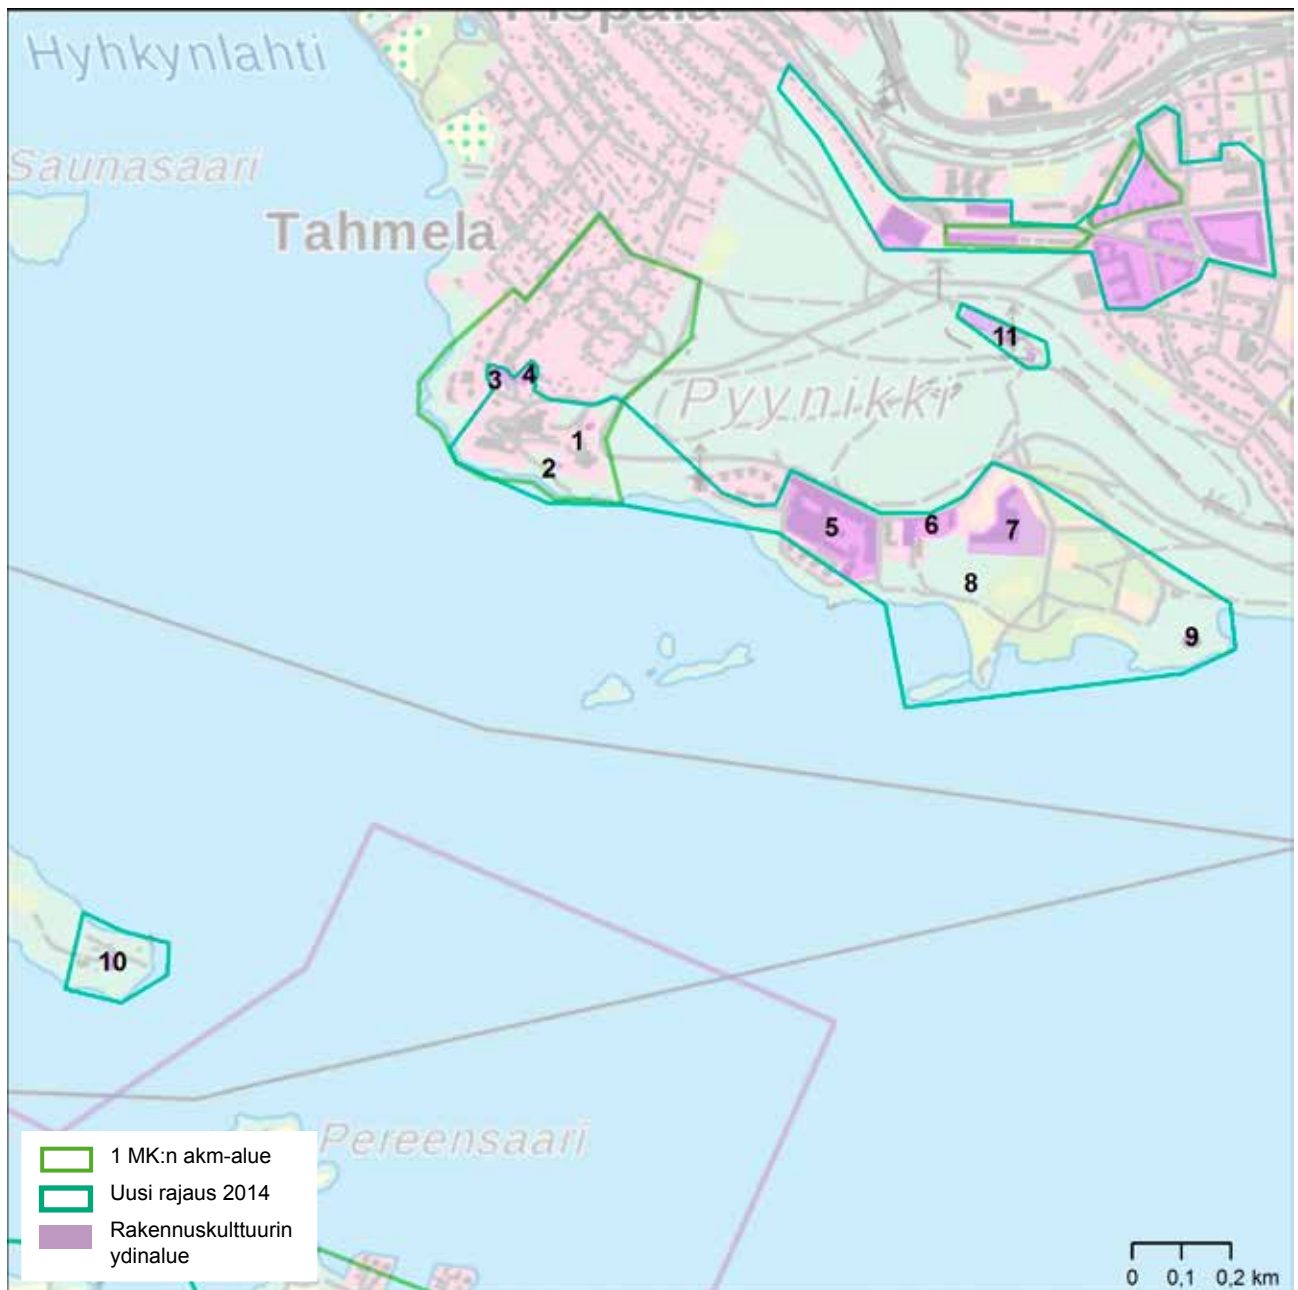 Pispala
Hyhkynlahti
Saunasaari
Tahmela
11
Pyynikki
3
4
1
2
5
6
7
8
9
10
Pereensaari
1 MK:n akm-alue
Uusi rajaus 2014
Rakennuskulttuurin
ydinalue
0 0,1 0,2 km